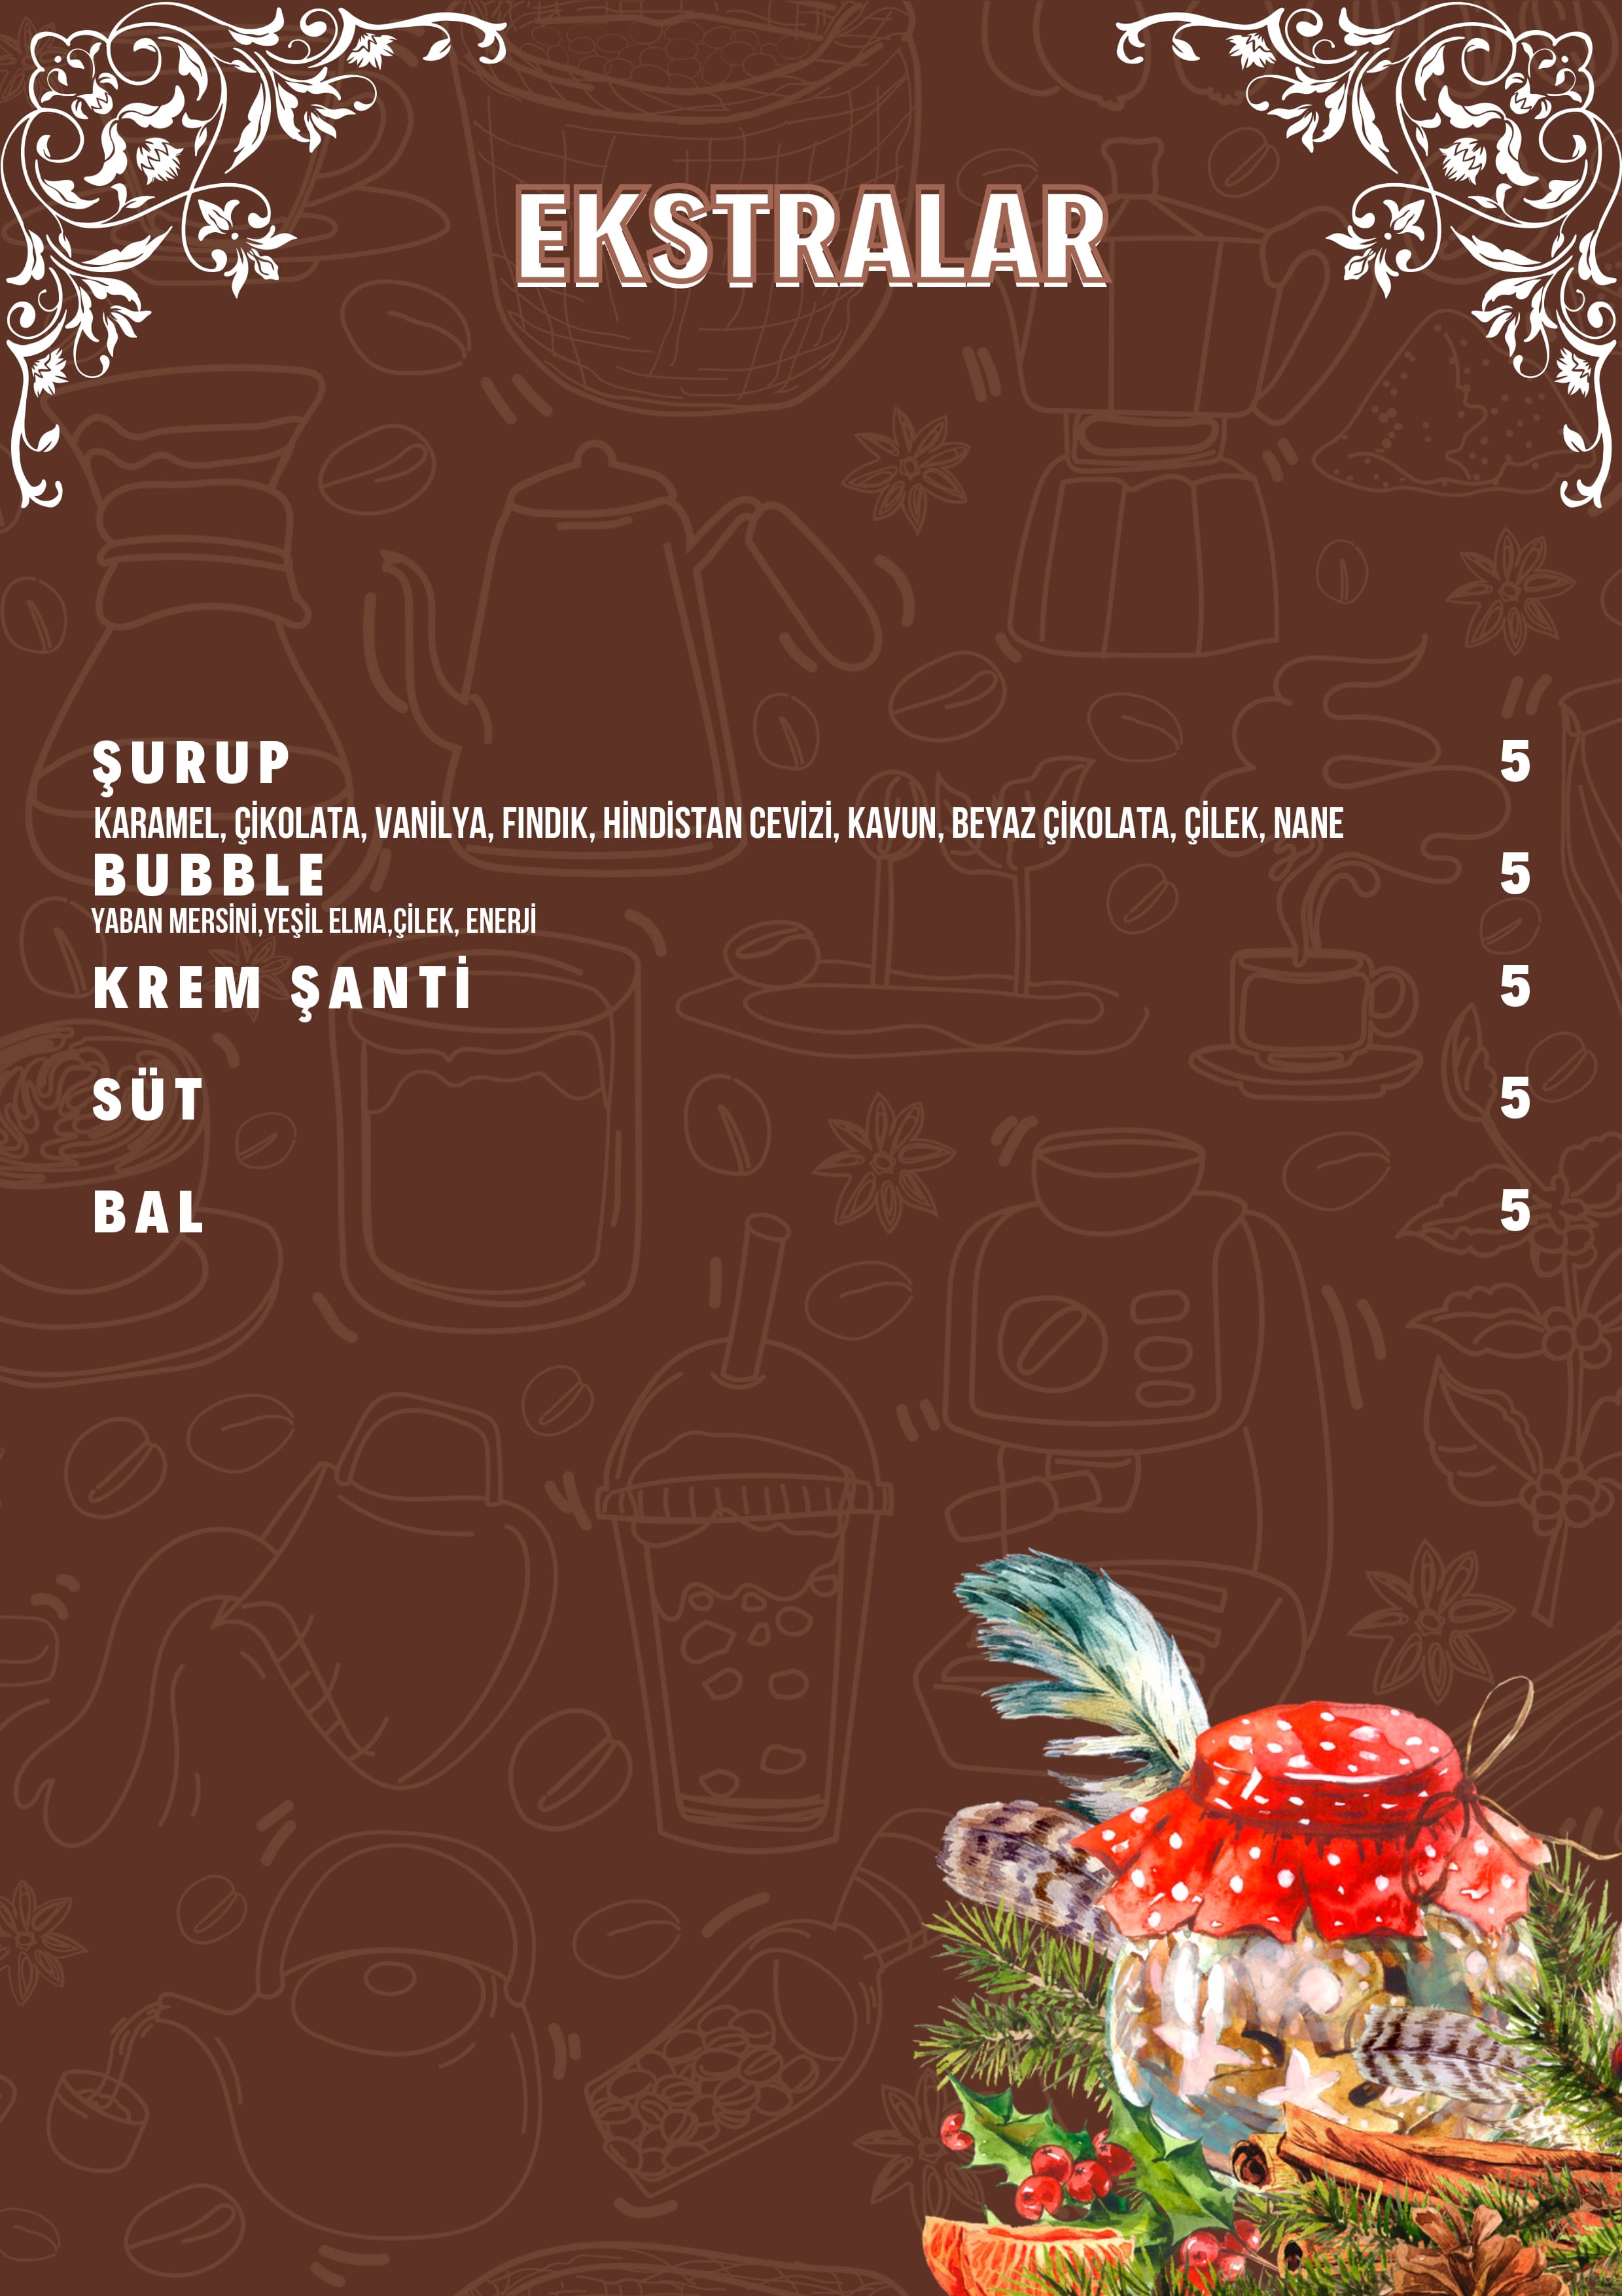 EKSTRALAR
ŞURUP 5
KARAMEL, ÇİKOLATA, VANİLYA, FINDIK, HİNDİSTAN CEVİZİ, KAVUN, BEYAZ ÇİKOLATA, ÇİLEK, NANE
BUBBLE 5
YABAN MERSİNİ,YEŞİL ELMA,ÇİLEK, ENERJİ
KREM ŞANTİ 5
SÜT 5
BAL 5